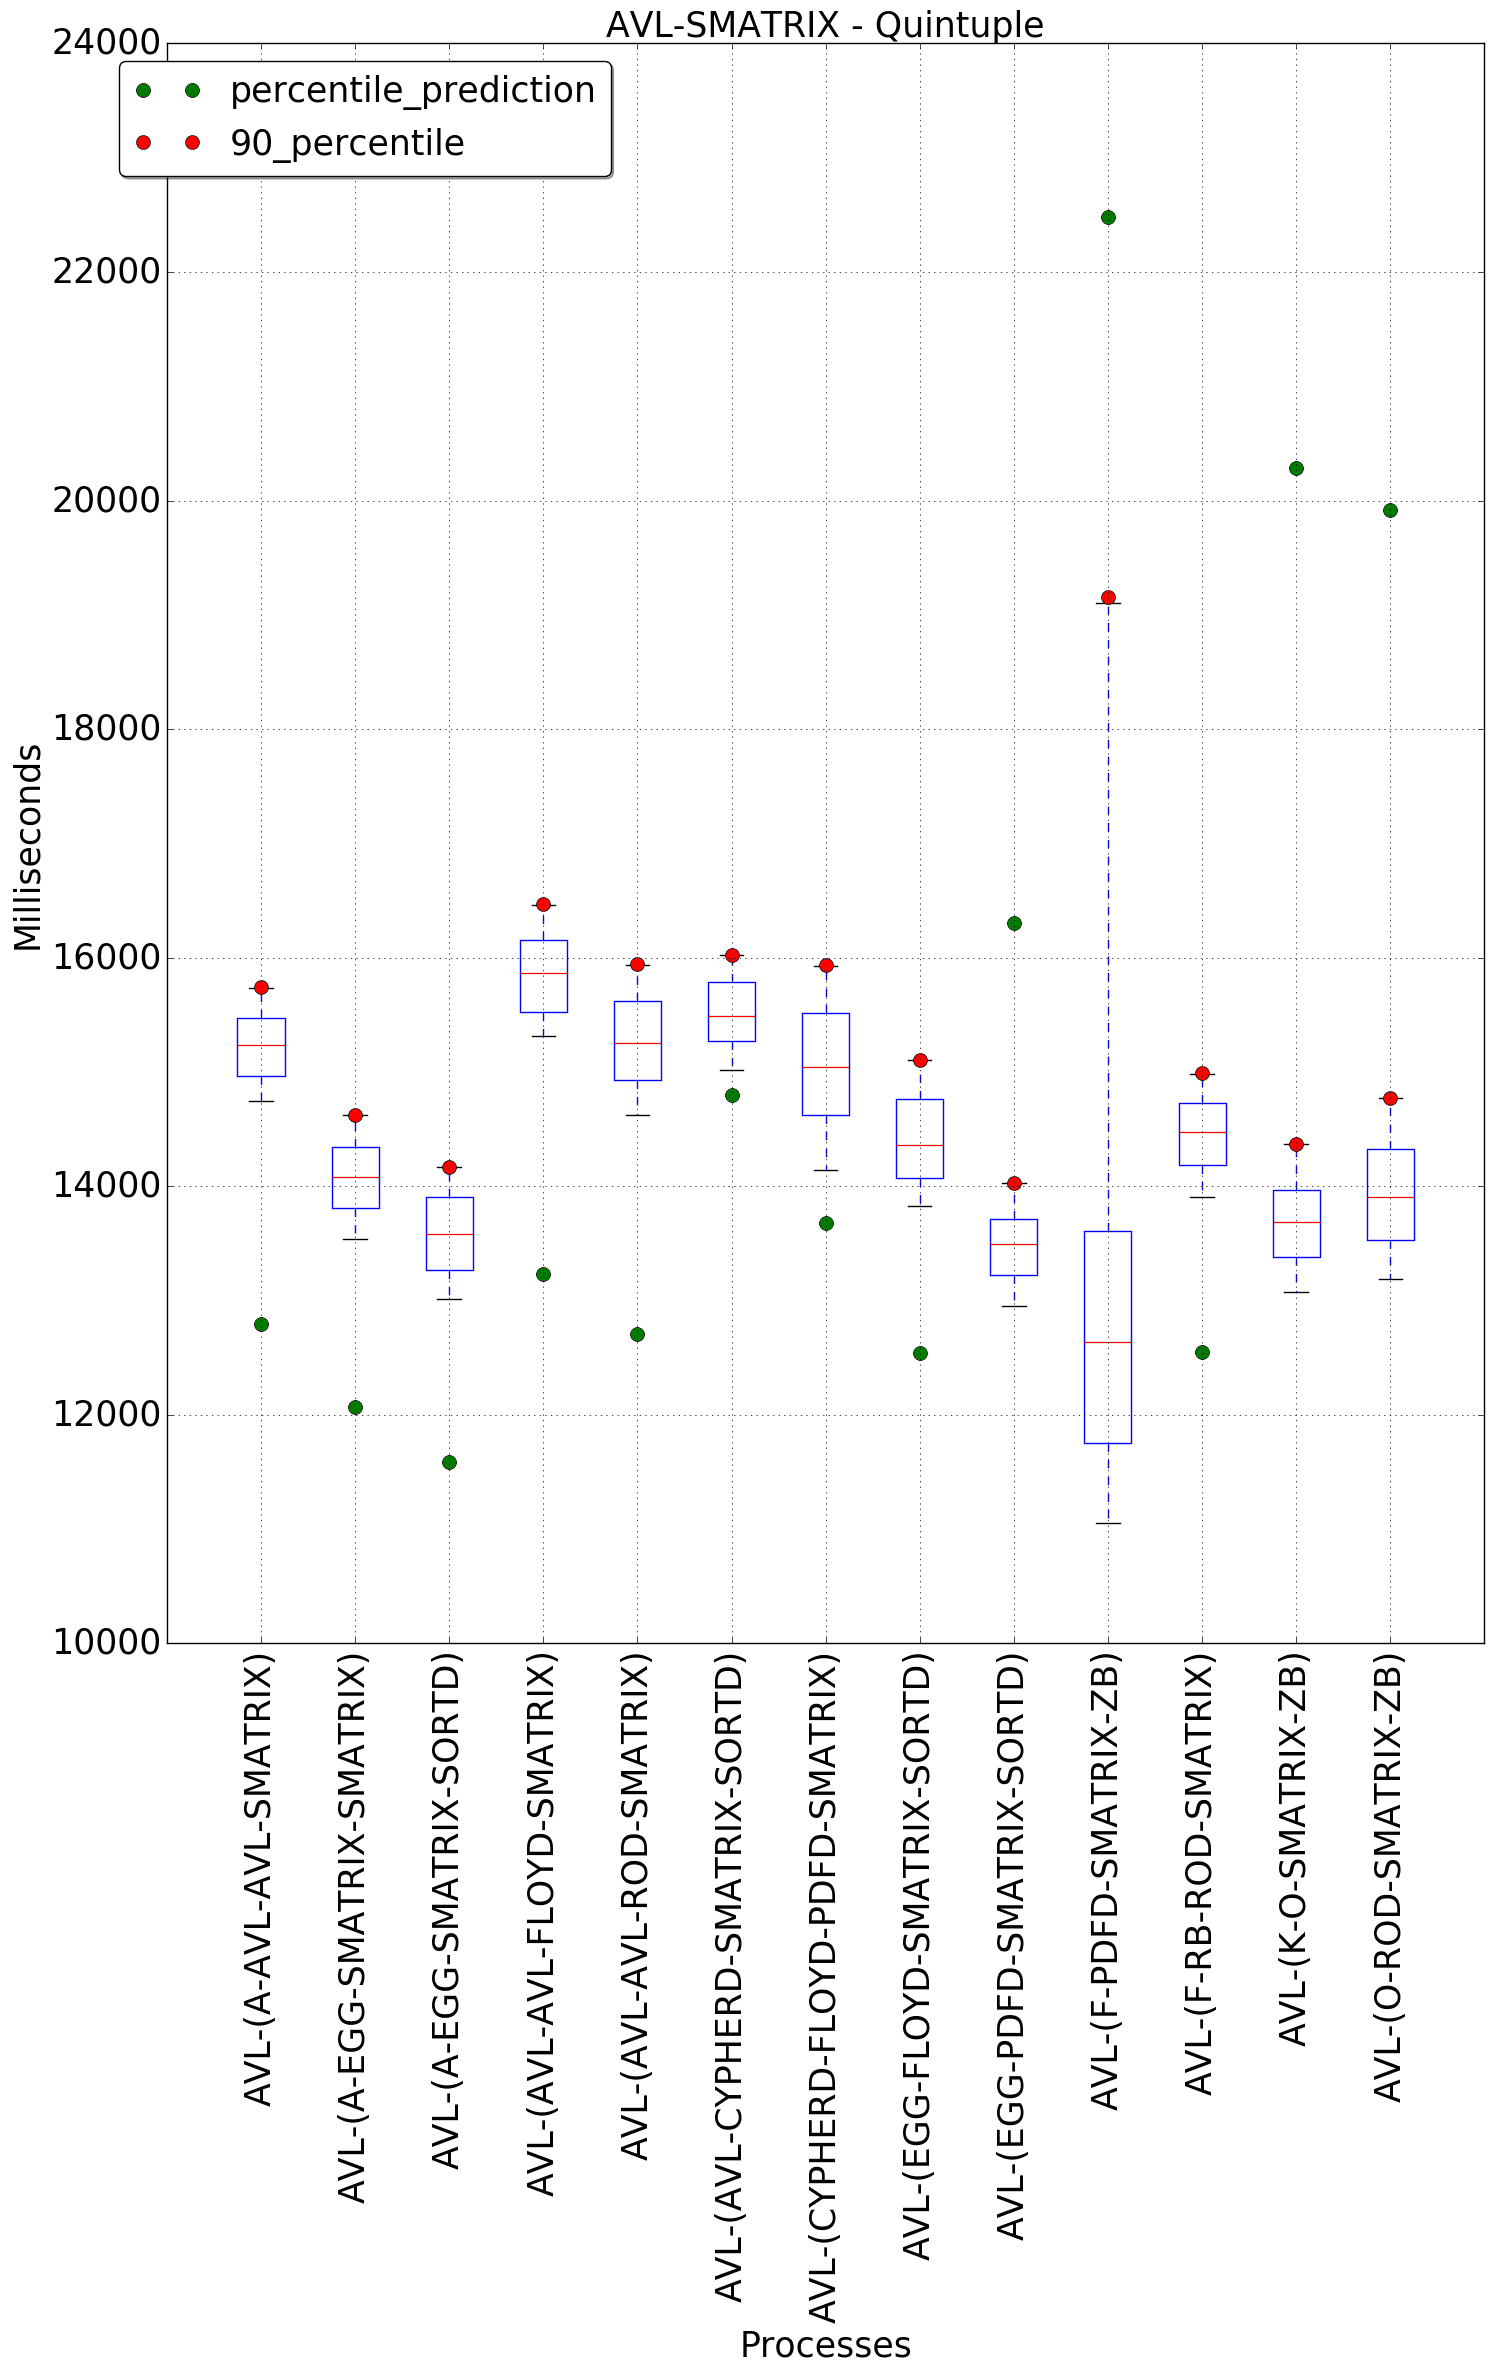 AVL-SMATRIX - Quintuple
percentile_prediction
90_percentile
24000
22000
20000
18000
16000
14000
12000
10000
Milliseconds
AVL-(A-AVL-AVL-SMATRIX)
AVL-(A-EGG-SMATRIX-SMATRIX)
AVL-(A-EGG-SMATRIX-SORTD)
AVL-(AVL-AVL-FLOYD-SMATRIX)
AVL-(AVL-AVL-ROD-SMATRIX)
AVL-(AVL-CYPHERD-SMATRIX-SORTD)
AVL-(CYPHERD-FLOYD-PDFD-SMATRIX)
AVL-(EGG-FLOYD-SMATRIX-SORTD)
AVL-(EGG-PDFD-SMATRIX-SORTD)
AVL-(F-PDFD-SMATRIX-ZB)
AVL-(F-RB-ROD-SMATRIX)
AVL-(K-O-SMATRIX-ZB)
AVL-(O-ROD-SMATRIX-ZB)
Processes